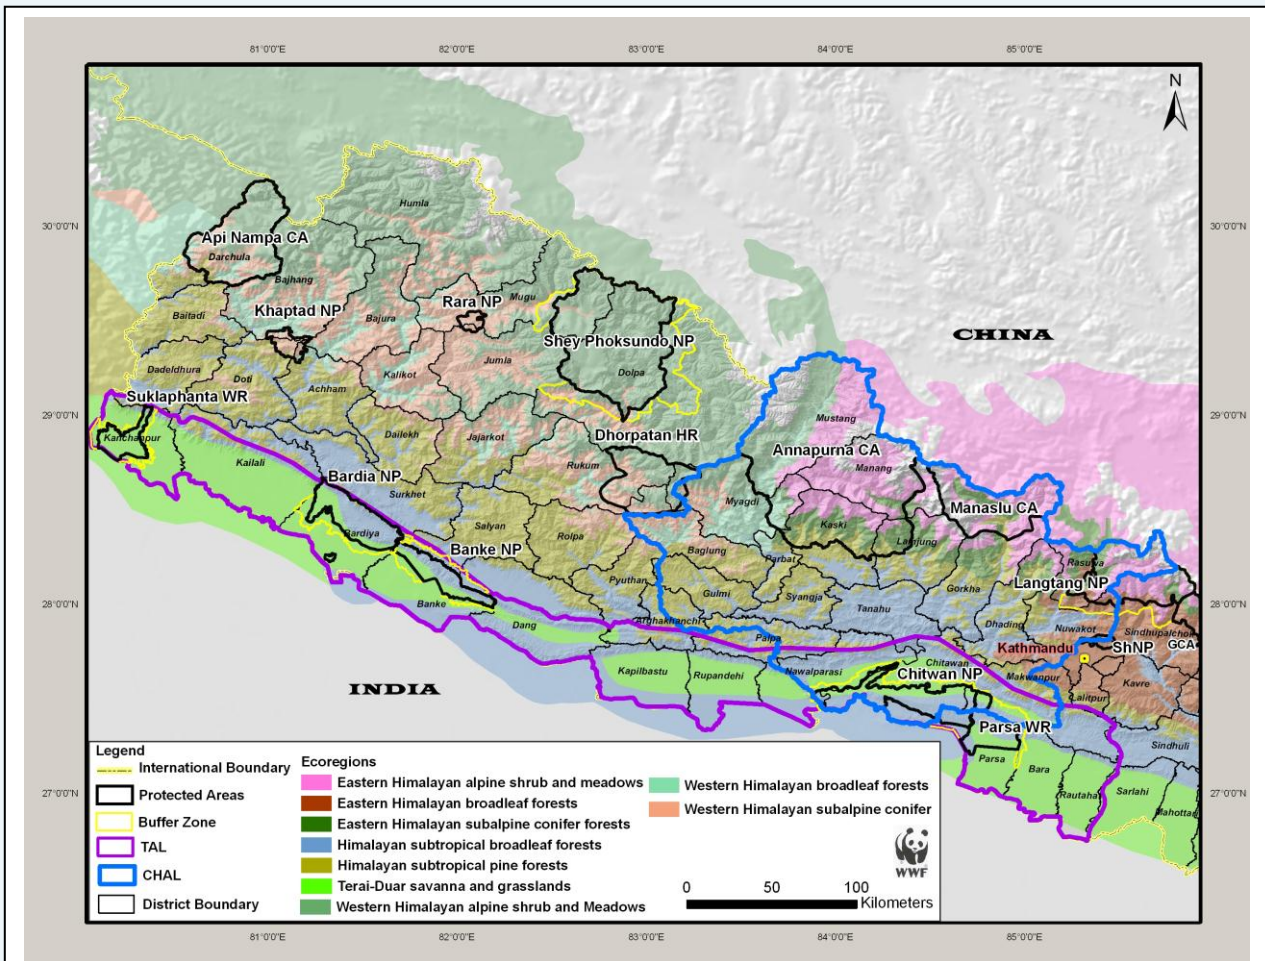 81°0'0"E 82°0'0"E 83°0'0"E 84°0'0"E 85°0'0"E
N
Humla
30°0'0"N 30°0'0"N
Api Nampa CA
Darchula
Bajhang
Rara NP
Mugu
Khaptad NP
Baitadi
Bajura
Shey Phoksundo NP
CHINA
Jumla
Dolpa
Dadeldhura
Doti
Kalikot
Achham
Suklaphanta WR
29°0'0"N 29°0'0"N
Mustang
Kanchanpur
Dailekh
Jajarkot
Dhorpatan HR
Annapurna CA
Kailali
Rukum
Manang
Bardia NP
Surkhet
Myagdi
Manaslu CA
Salyan
Kaski
Bardiya
Rolpa
Lamjung
Banke NP
Baglung
Parbat
Rasuwa
Langtang NP
Pyuthan
Gulmi
Syangja
Gorkha
28°0'0"N 28°0'0"N
Banke
Tanahu
Dang
Arghakhanchi
Dhading
Nuwakot
Sindhupalchok
Palpa
Kathmandu
ShNP
GCA
Kapilbastu
Rupandehi
Nawalparasi
Chitawan
Chitwan NP
Makwanpur
Lalitpur
Kavre
INDIA
Parsa WR
Sindhuli
Parsa
Bara
Rautaha
Sarlahi
Mahottari
27°0'0"N 27°0'0"N
Legend
International Boundary
Protected Areas
Buffer Zone
TAL
CHAL
District Boundary
Ecoregions
Eastern Himalayan alpine shrub and meadows
Eastern Himalayan broadleaf forests
Eastern Himalayan subalpine conifer forests
Himalayan subtropical broadleaf forests
Himalayan subtropical pine forests
Terai-Duar savanna and grasslands
Western Himalayan alpine shrub and Meadows
Western Himalayan broadleaf forests
Western Himalayan subalpine conifer
WWF
0 50 100
Kilometers
81°0'0"E 82°0'0"E 83°0'0"E 84°0'0"E 85°0'0"E